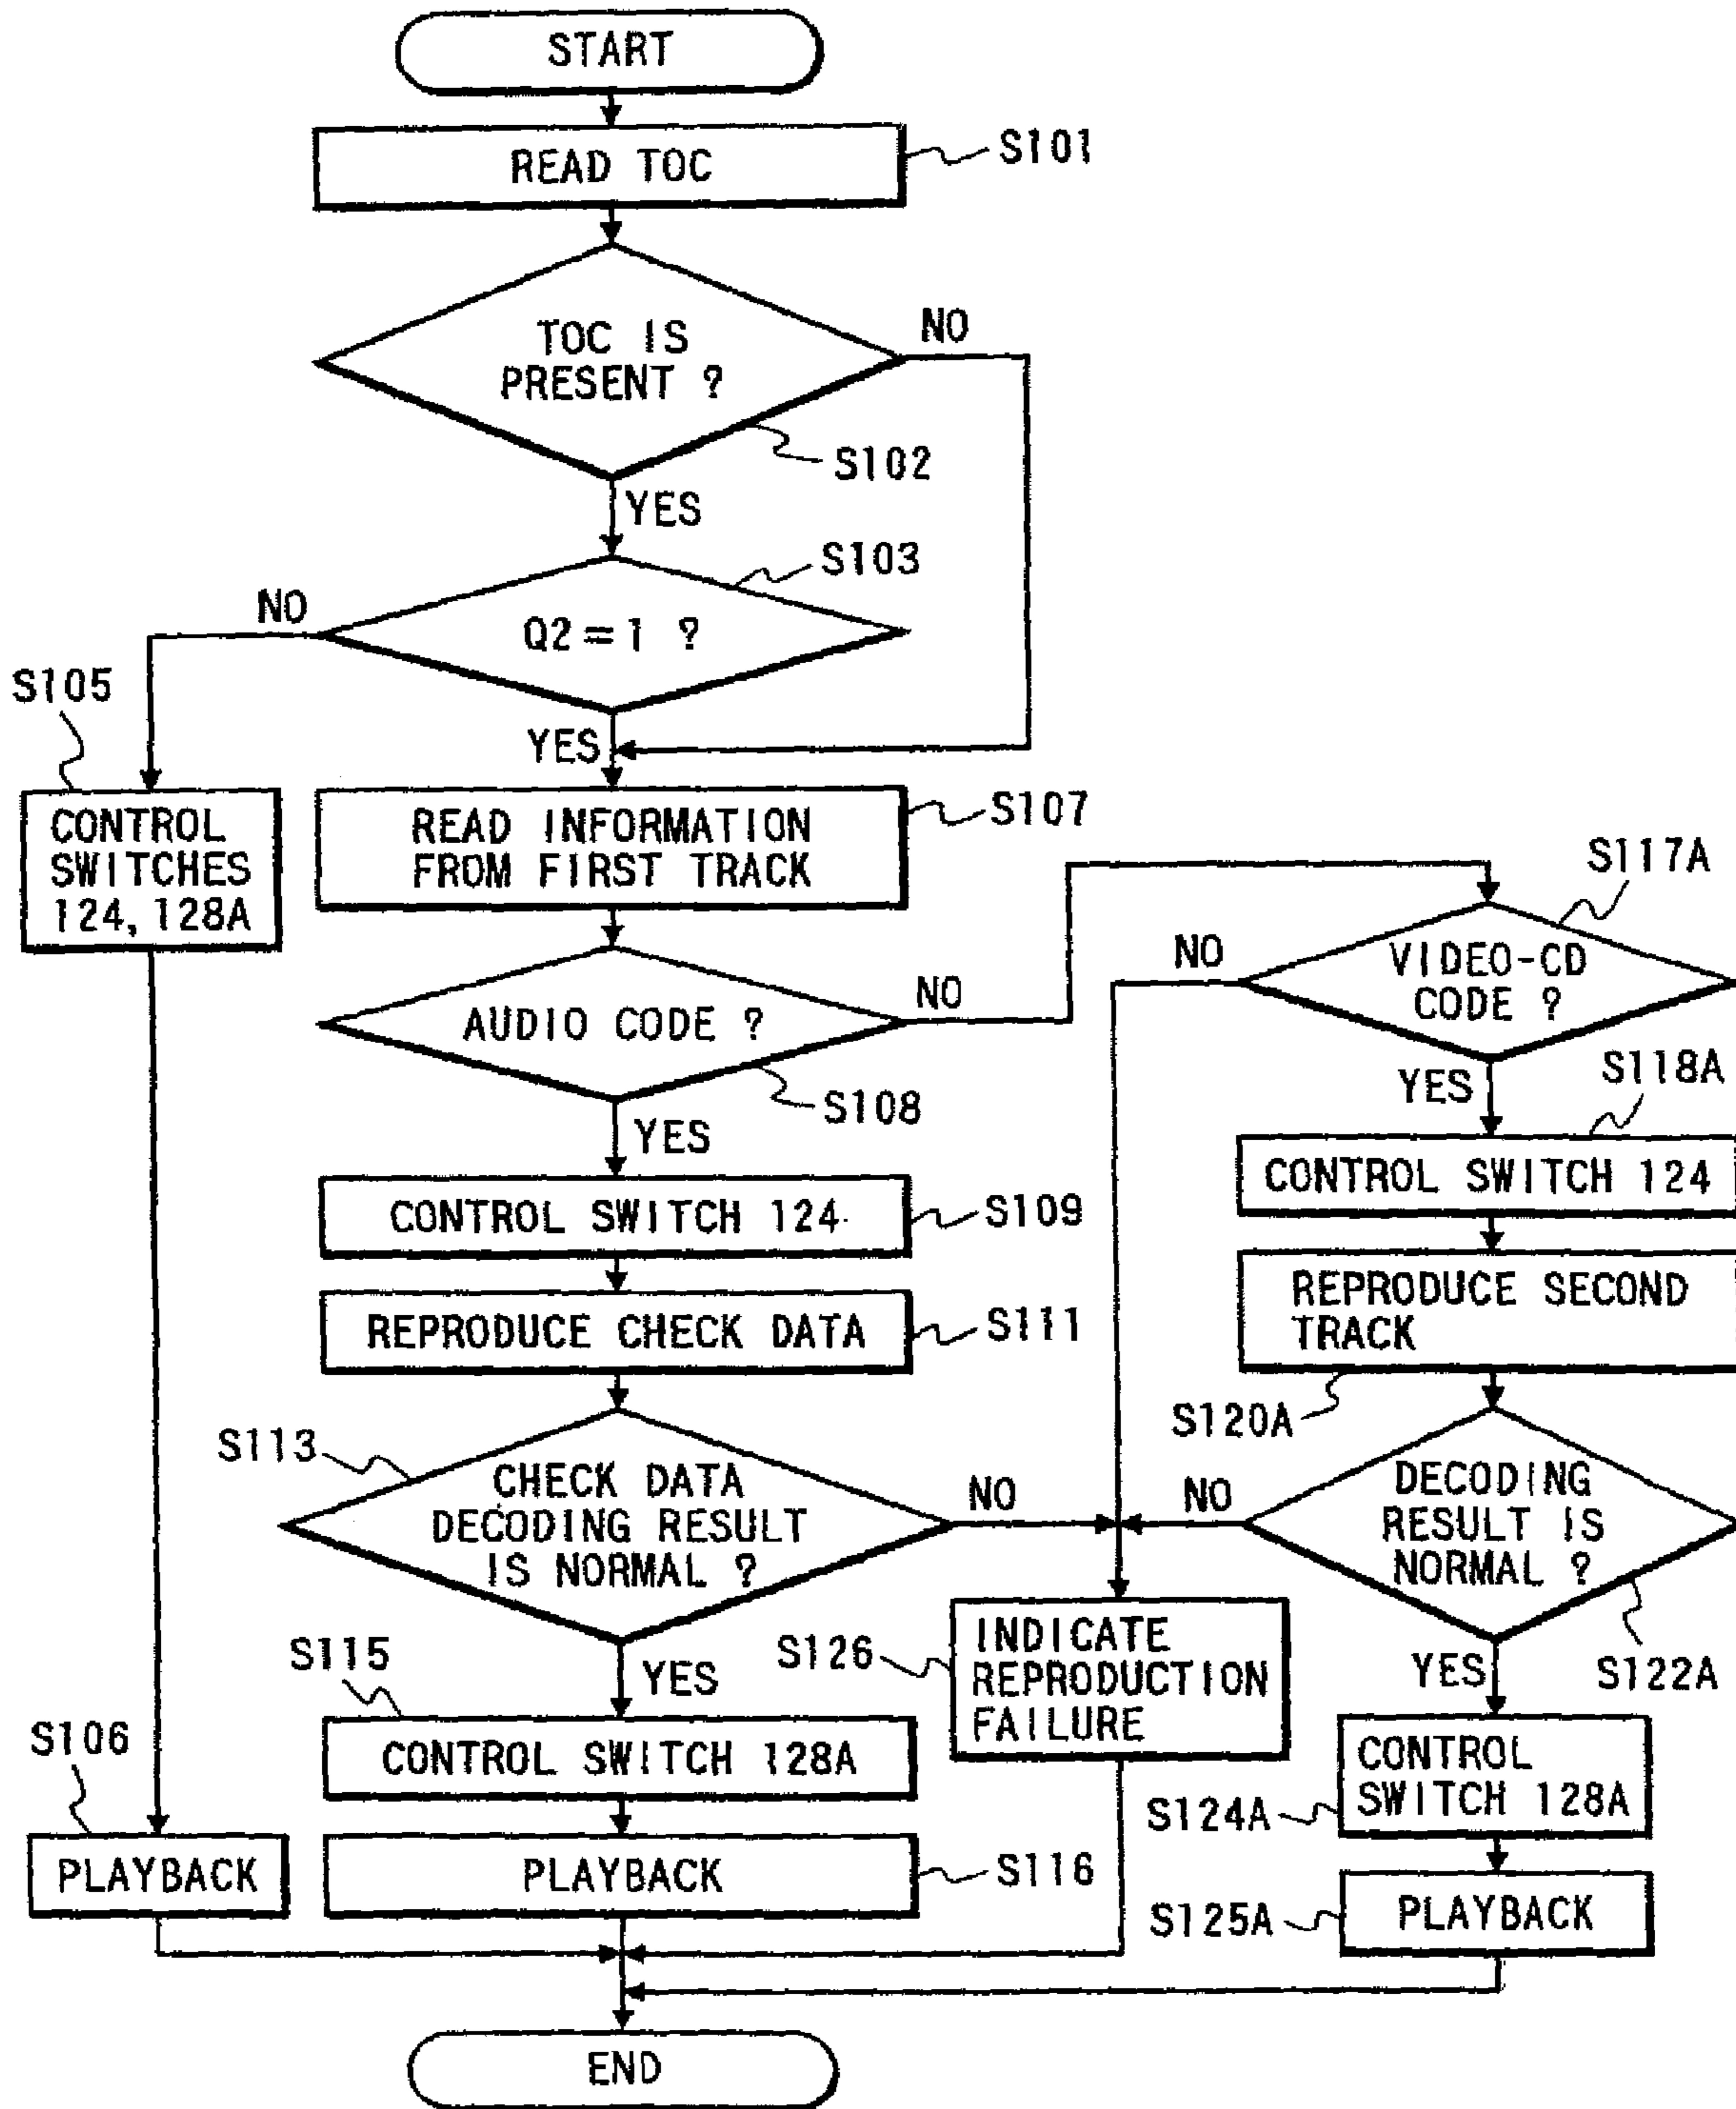 START
READ TOC
S101
TOC IS
PRESENT ?
NO
S102
YES
S103
NO
Q2=1 ?
S105
YES
CONTROL
SWITCHES
124, 128A
READ INFORMATION
FROM FIRST TRACK
S107
S117A
AUDIO CODE ?
NO
NO
VIDEO-CD
CODE ?
S108
YES
YES
S118A
CONTROL SWITCH 124
S109
CONTROL SWITCH 124
REPRODUCE CHECK DATA
S111
REPRODUCE SECOND
TRACK
S120A
S113
CHECK DATA
DECODING RESULT
IS NORMAL ?
NO
NO
DECODING
RESULT IS
NORMAL ?
S122A
YES
YES
S115
CONTROL SWITCH 128A
S126
INDICATE
REPRODUCTION
FAILURE
CONTROL
SWITCH 128A
S124A
S106
PLAYBACK
PLAYBACK
S116
S125A
PLAYBACK
END